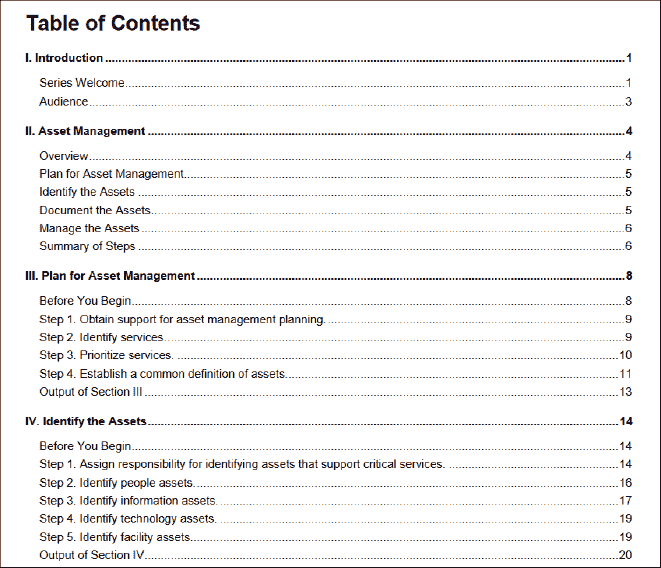 Table of Contents
I. Introduction ........ 1
Series Welcome ........ 1
Audience ........ 3
II. Asset Management ........ 4
Overview ........ 4
Plan for Asset Management ........ 5
Identify the Assets ........ 5
Document the Assets ........ 5
Manage the Assets ........ 6
Summary of Steps ........ 6
III. Plan for Asset Management ........ 8
Before You Begin ........ 8
Step 1. Obtain support for asset management planning. ........ 9
Step 2. Identify services ........ 9
Step 3. Prioritize services. ........ 10
Step 4. Establish a common definition of assets. ........ 11
Output of Section III ........ 13
IV. Identify the Assets ........ 14
Before You Begin ........ 14
Step 1. Assign responsibility for identifying assets that support critical services. ........ 14
Step 2. Identify people assets. ........ 16
Step 3. Identify information assets. ........ 17
Step 4. Identify technology assets. ........ 19
Step 5. Identify facility assets. ........ 19
Output of Section IV ........ 20